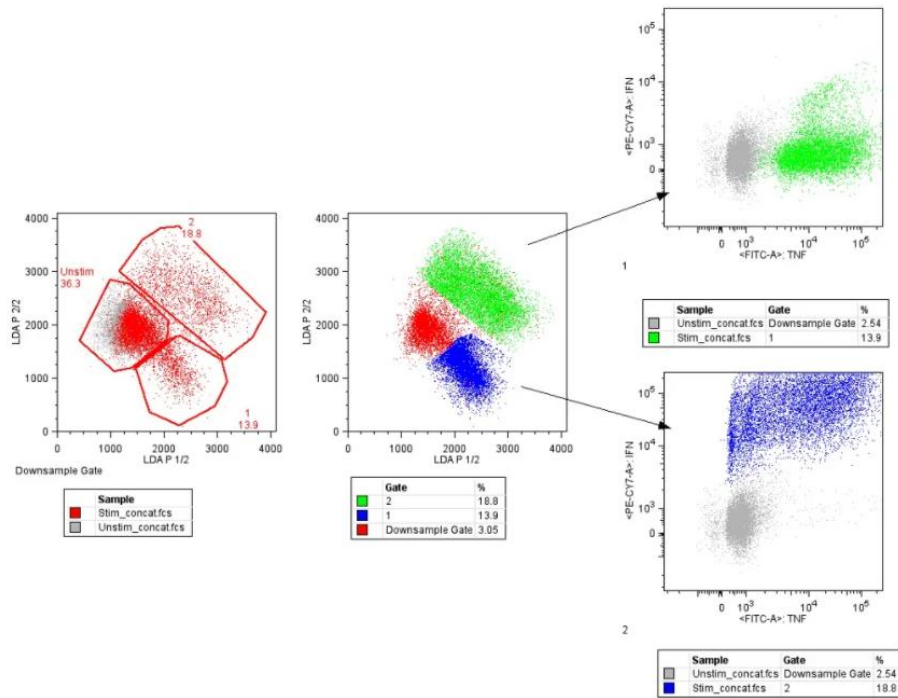 2
18.8
Unstim
36.3
1
13.9
4000
3000
2000
1000
0
LDA P 2/2
0 1000 2000 3000 4000
LDA P 1/2
Downsample Gate
Sample
Stim_concat.fcs
Unstim_concat.fcs
4000
3000
2000
1000
0
LDA P 2/2
0 1000 2000 3000 4000
LDA P 1/2
Gate %
2 18.8
1 13.9
Downsample Gate 3.05
10^5
10^4
10^3
0
<PE-CY7-A>: IFN
0 10^3 10^4 10^5
<FITC-A>: TNF
1
Sample Gate %
Unstim_concat.fcs Downsample Gate 2.54
Stim_concat.fcs 1 13.9
10^5
10^4
10^3
0
<PE-CY7-A>: IFN
0 10^3 10^4 10^5
<FITC-A>: TNF
2
Sample Gate %
Unstim_concat.fcs Downsample Gate 2.54
Stim_concat.fcs 2 18.8